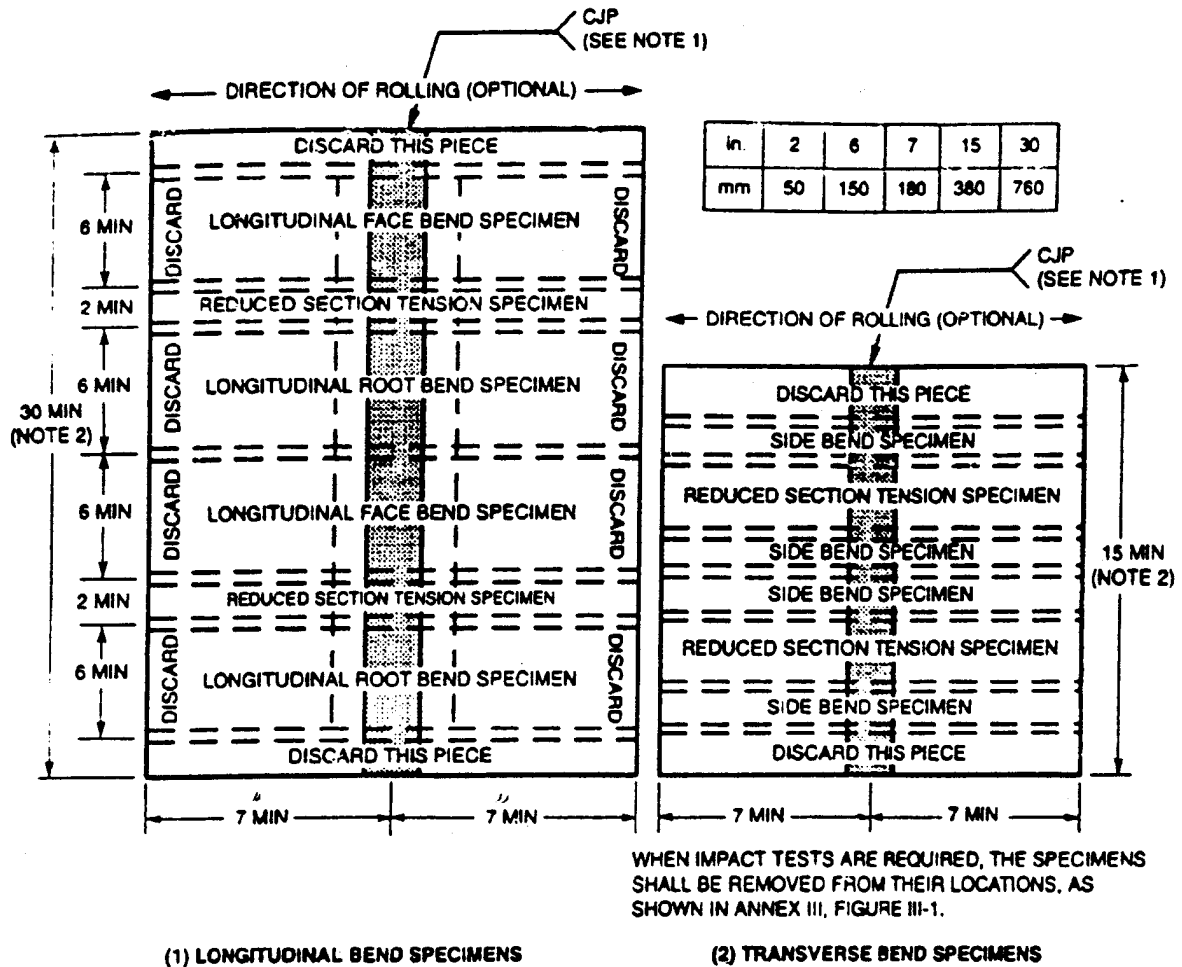 CJP
(SEE NOTE 1)
DIRECTION OF ROLLING (OPTIONAL)
DISCARD THIS PIECE
6 MIN
DISCARD
LONGITUDINAL FACE BEND SPECIMEN
DISCARD
2 MIN
REDUCED SECTION TENSION SPECIMEN
6 MIN
DISCARD
LONGITUDINAL ROOT BEND SPECIMEN
DISCARD
30 MIN
(NOTE 2)
6 MIN
DISCARD
LONGITUDINAL FACE BEND SPECIMEN
DISCARD
2 MIN
REDUCED SECTION TENSION SPECIMEN
6 MIN
DISCARD
LONGITUDINAL ROOT BEND SPECIMEN
DISCARD
DISCARD THIS PIECE
7 MIN 7 MIN
(1) LONGITUDINAL BEND SPECIMENS
in. 2 6 7 15 30
mm 50 150 180 380 760
CJP
(SEE NOTE 1)
DIRECTION OF ROLLING (OPTIONAL)
DISCARD THIS PIECE
SIDE BEND SPECIMEN
REDUCED SECTION TENSION SPECIMEN
SIDE BEND SPECIMEN
15 MIN
(NOTE 2)
SIDE BEND SPECIMEN
REDUCED SECTION TENSION SPECIMEN
SIDE BEND SPECIMEN
DISCARD THIS PIECE
7 MIN 7 MIN
WHEN IMPACT TESTS ARE REQUIRED, THE SPECIMENS
SHALL BE REMOVED FROM THEIR LOCATIONS, AS
SHOWN IN ANNEX III, FIGURE III-1.
(2) TRANSVERSE BEND SPECIMENS